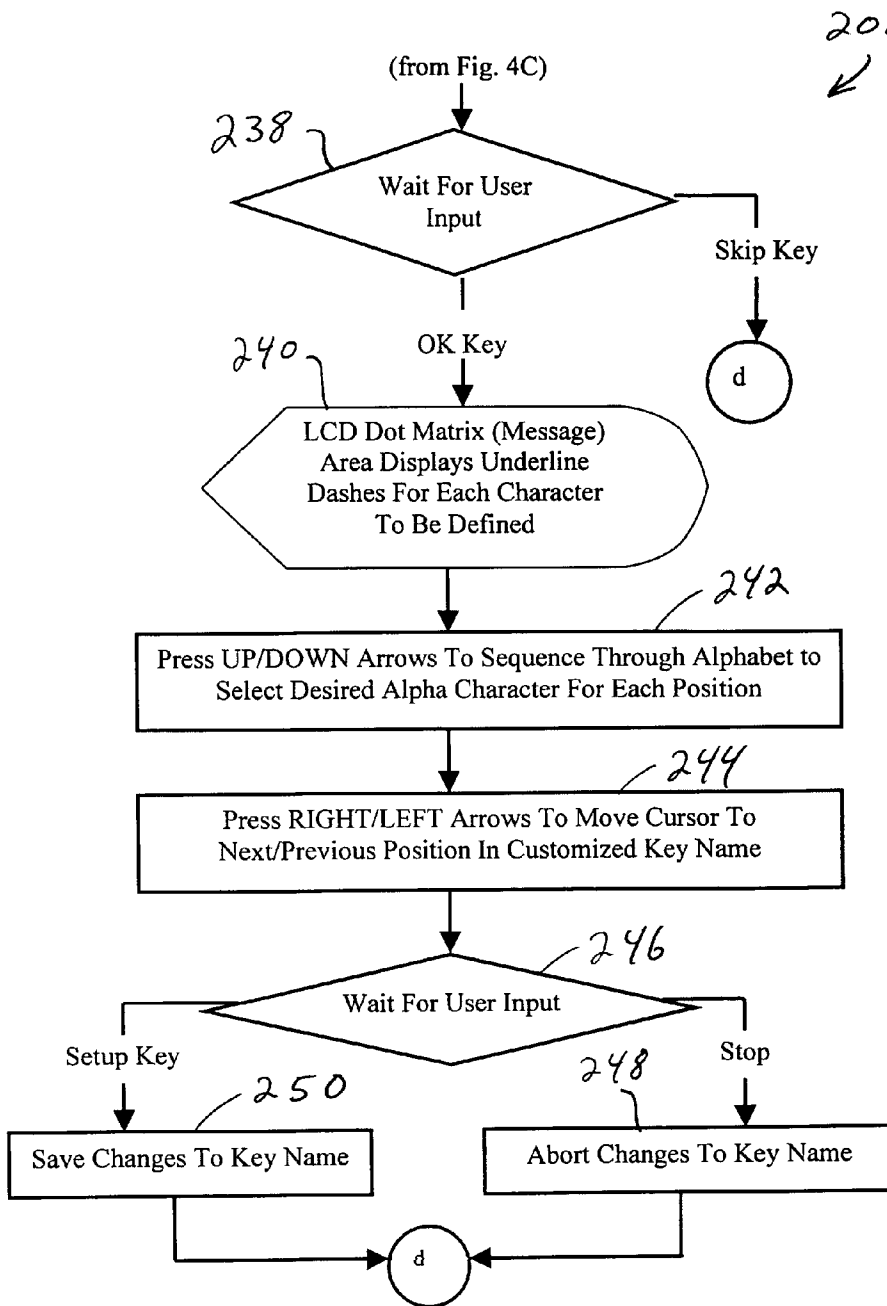 (from Fig. 4C)
238
Wait For User
Input
Skip Key
d
OK Key
240
LCD Dot Matrix (Message)
Area Displays Underline
Dashes For Each Character
To Be Defined
242
Press UP/DOWN Arrows To Sequence Through Alphabet to
Select Desired Alpha Character For Each Position
244
Press RIGHT/LEFT Arrows To Move Cursor To
Next/Previous Position In Customized Key Name
246
Wait For User Input
Setup Key
Stop
250
248
Save Changes To Key Name
Abort Changes To Key Name
d